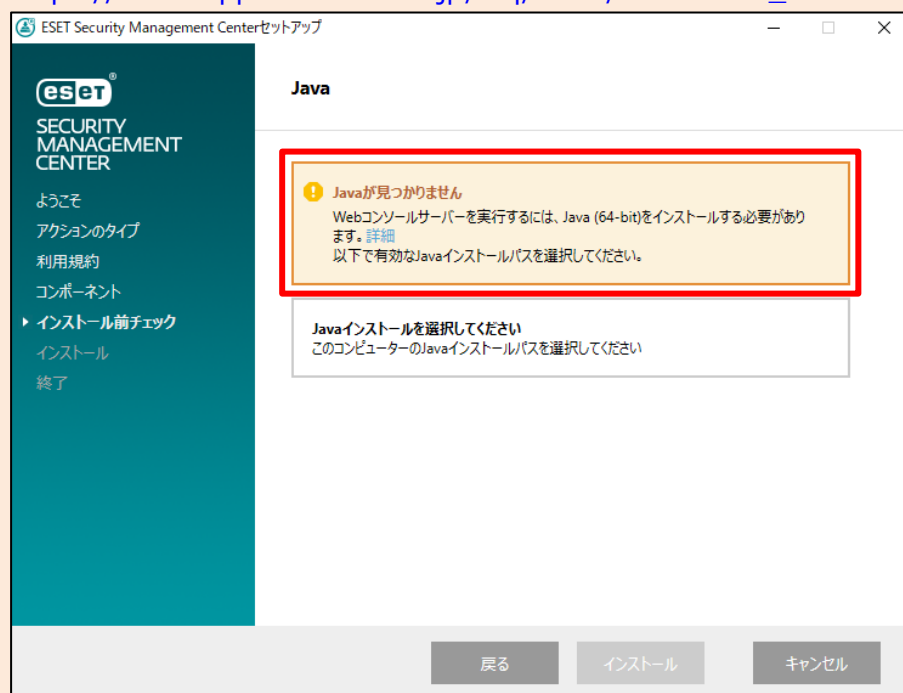 ESET Security Management Centerセットアップ
eset®
SECURITY
MANAGEMENT
CENTER
ようこそ
アクションのタイプ
利用規約
コンポーネント
インストール前チェック
インストール
終了
Java
Javaが見つかりません
Webコンソールサーバーを実行するには、Java (64-bit)をインストールする必要があり
ます。詳細
以下で有効なJavaインストールパスを選択してください。
Javaインストールを選択してください
このコンピューターのJavaインストールパスを選択してください
戻る
インストール
キャンセル